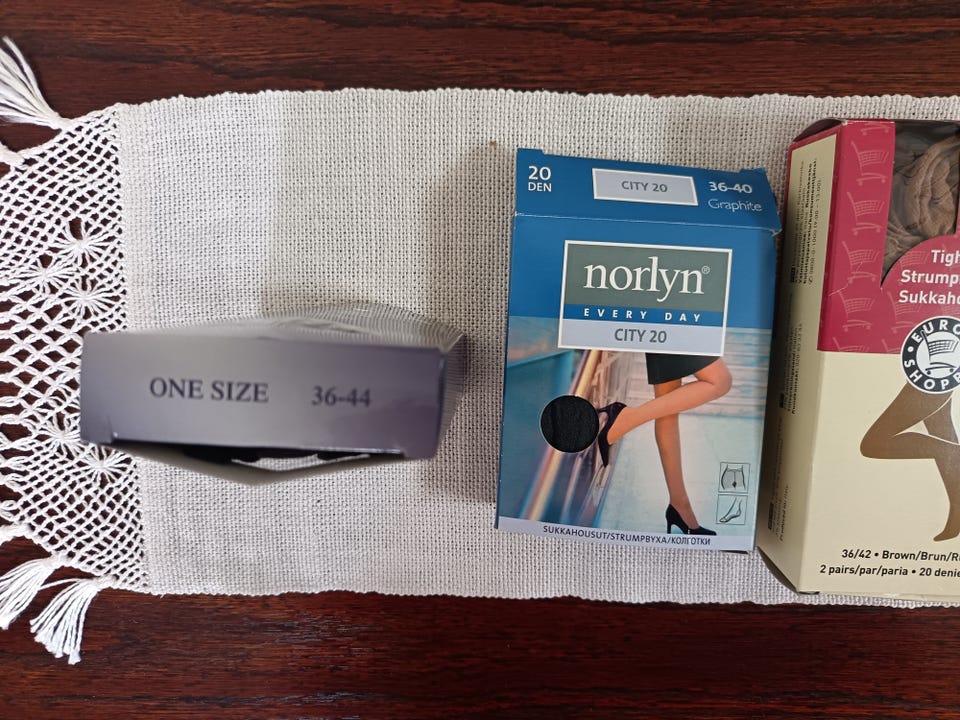 ONE SIZE 36-44
20
DEN
CITY 20
36-40
Graphite
norlyn®
EVERY DAY
CITY 20
SUKKAHOUSUT/STRUMPBYXA/КОЛГОТКИ
Tigh
Strump
Sukkaho
EURO
SHOPP
36/42 • Brown/Brun/R
2 pairs/par/paria • 20 denie